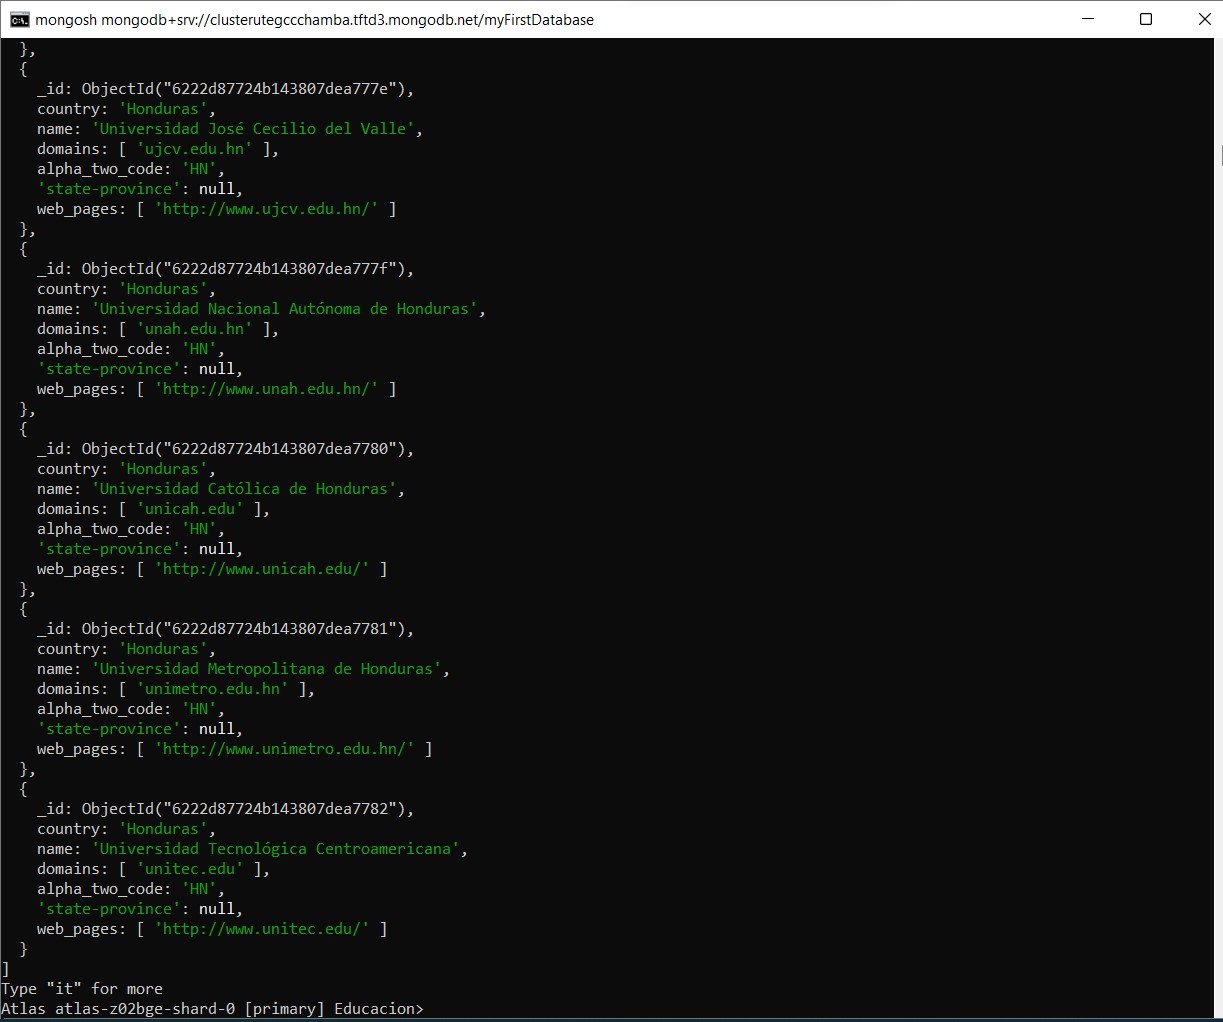 mongosh mongodb+srv://clusterutegccchamba.tftd3.mongodb.net/myFirstDatabase
  },
  {
    _id: ObjectId("6222d87724b143807dea777e"),
    country: 'Honduras',
    name: 'Universidad José Cecilio del Valle',
    domains: [ 'ujcv.edu.hn' ],
    alpha_two_code: 'HN',
    'state-province': null,
    web_pages: [ 'http://www.ujcv.edu.hn/' ]
  },
  {
    _id: ObjectId("6222d87724b143807dea777f"),
    country: 'Honduras',
    name: 'Universidad Nacional Autónoma de Honduras',
    domains: [ 'unah.edu.hn' ],
    alpha_two_code: 'HN',
    'state-province': null,
    web_pages: [ 'http://www.unah.edu.hn/' ]
  },
  {
    _id: ObjectId("6222d87724b143807dea7780"),
    country: 'Honduras',
    name: 'Universidad Católica de Honduras',
    domains: [ 'unicah.edu' ],
    alpha_two_code: 'HN',
    'state-province': null,
    web_pages: [ 'http://www.unicah.edu/' ]
  },
  {
    _id: ObjectId("6222d87724b143807dea7781"),
    country: 'Honduras',
    name: 'Universidad Metropolitana de Honduras',
    domains: [ 'unimetro.edu.hn' ],
    alpha_two_code: 'HN',
    'state-province': null,
    web_pages: [ 'http://www.unimetro.edu.hn/' ]
  },
  {
    _id: ObjectId("6222d87724b143807dea7782"),
    country: 'Honduras',
    name: 'Universidad Tecnológica Centroamericana',
    domains: [ 'unitec.edu' ],
    alpha_two_code: 'HN',
    'state-province': null,
    web_pages: [ 'http://www.unitec.edu/' ]
  }
]
Type "it" for more
Atlas atlas-z02bge-shard-0 [primary] Educacion>